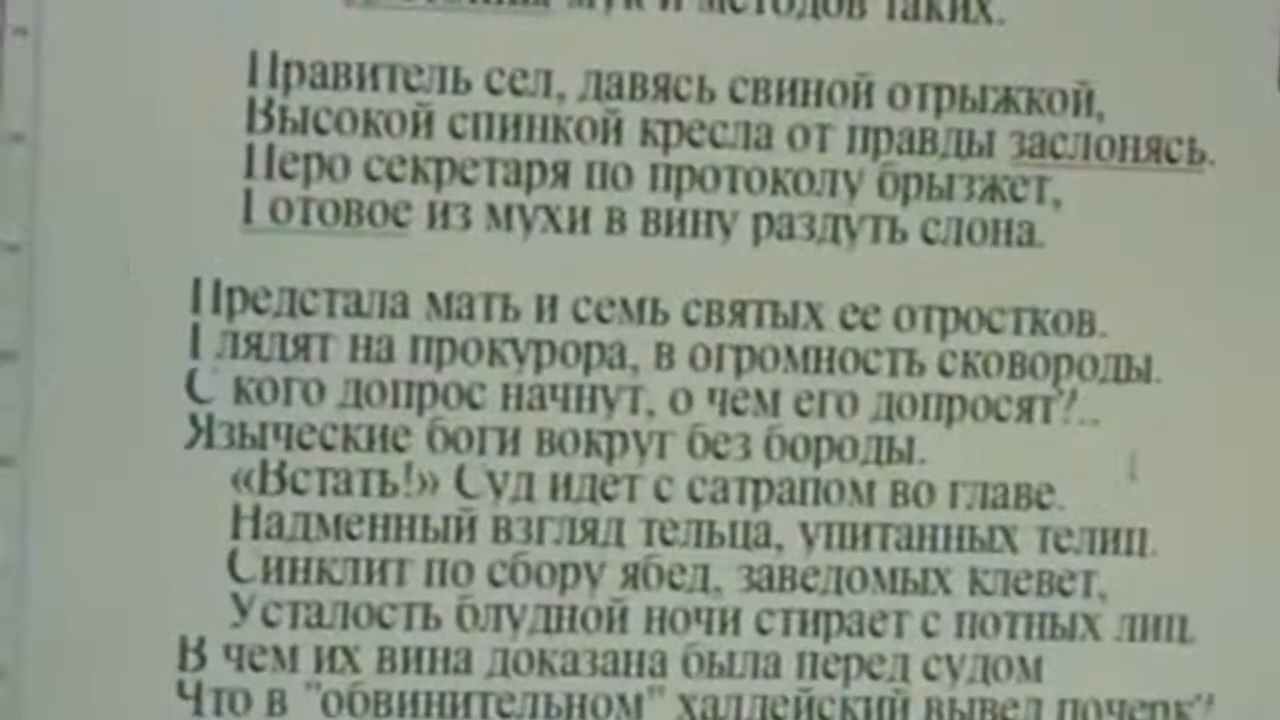 мук и методов таких.
Правитель сел, давясь свиной отрыжкой,
Высокой спинкой кресла от правды заслонясь.
Перо секретаря по протоколу брызжет,
Готовое из мухи в вину раздуть слона.
Предстала мать и семь святых ее отростков.
Глядят на прокурора, в огромность сковороды.
С кого допрос начнут, о чем его допросят?..
Языческие боги вокруг без бороды.
«Встать!» Суд идет с сатрапом во главе.
Надменный взгляд тельца, упитанных телиц.
Синклит по сбору ябед, заведомых клевет,
Усталость блудной ночи стирает с потных лиц.
В чем их вина доказана была перед судом
Что в "обвинительном" халдейский вывел почерк?